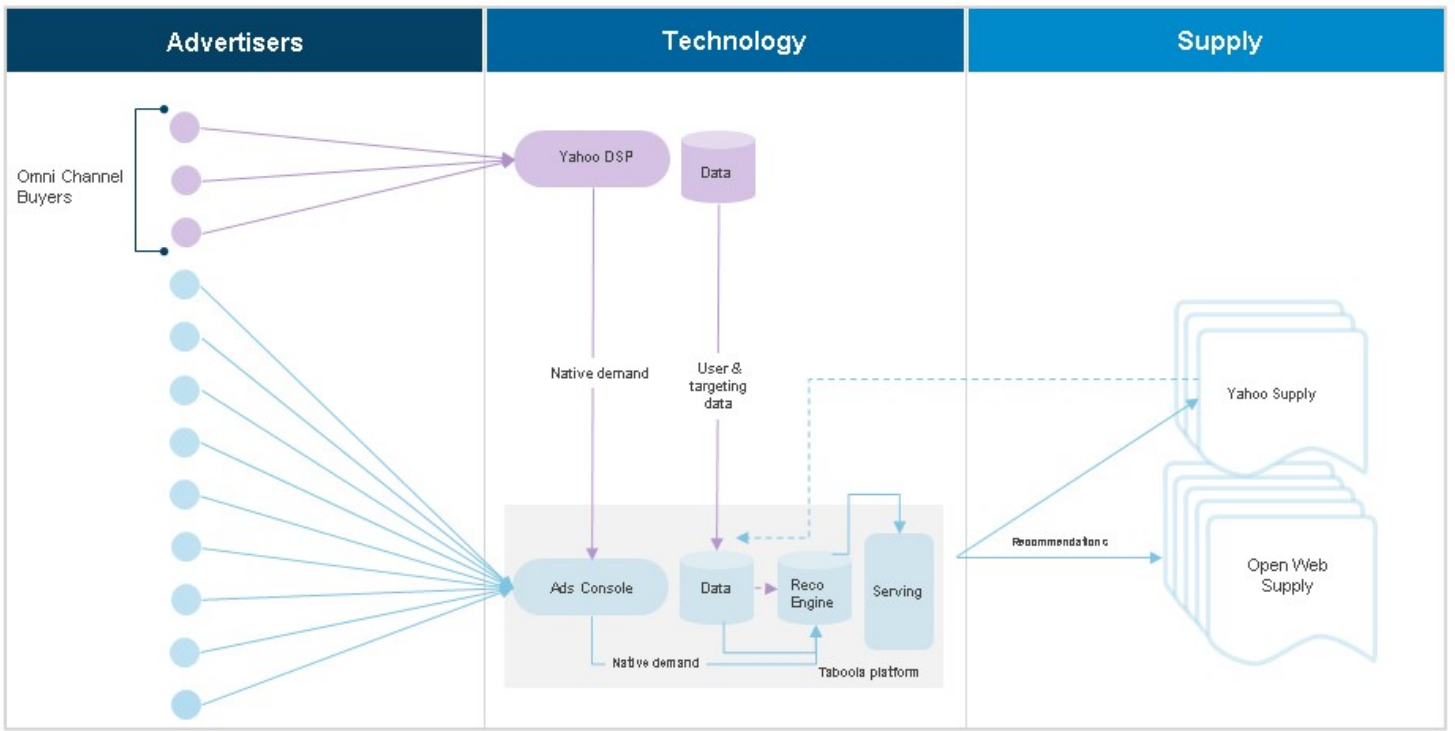 Advertisers
Technology
Supply
Omni Channel
Buyers
Yahoo DSP
Data
Native demand
User &
targeting
data
Yahoo Supply
Recommendations
Open Web
Supply
Ads Console
Data
Reco
Engine
Serving
Native demand
Taboola platform